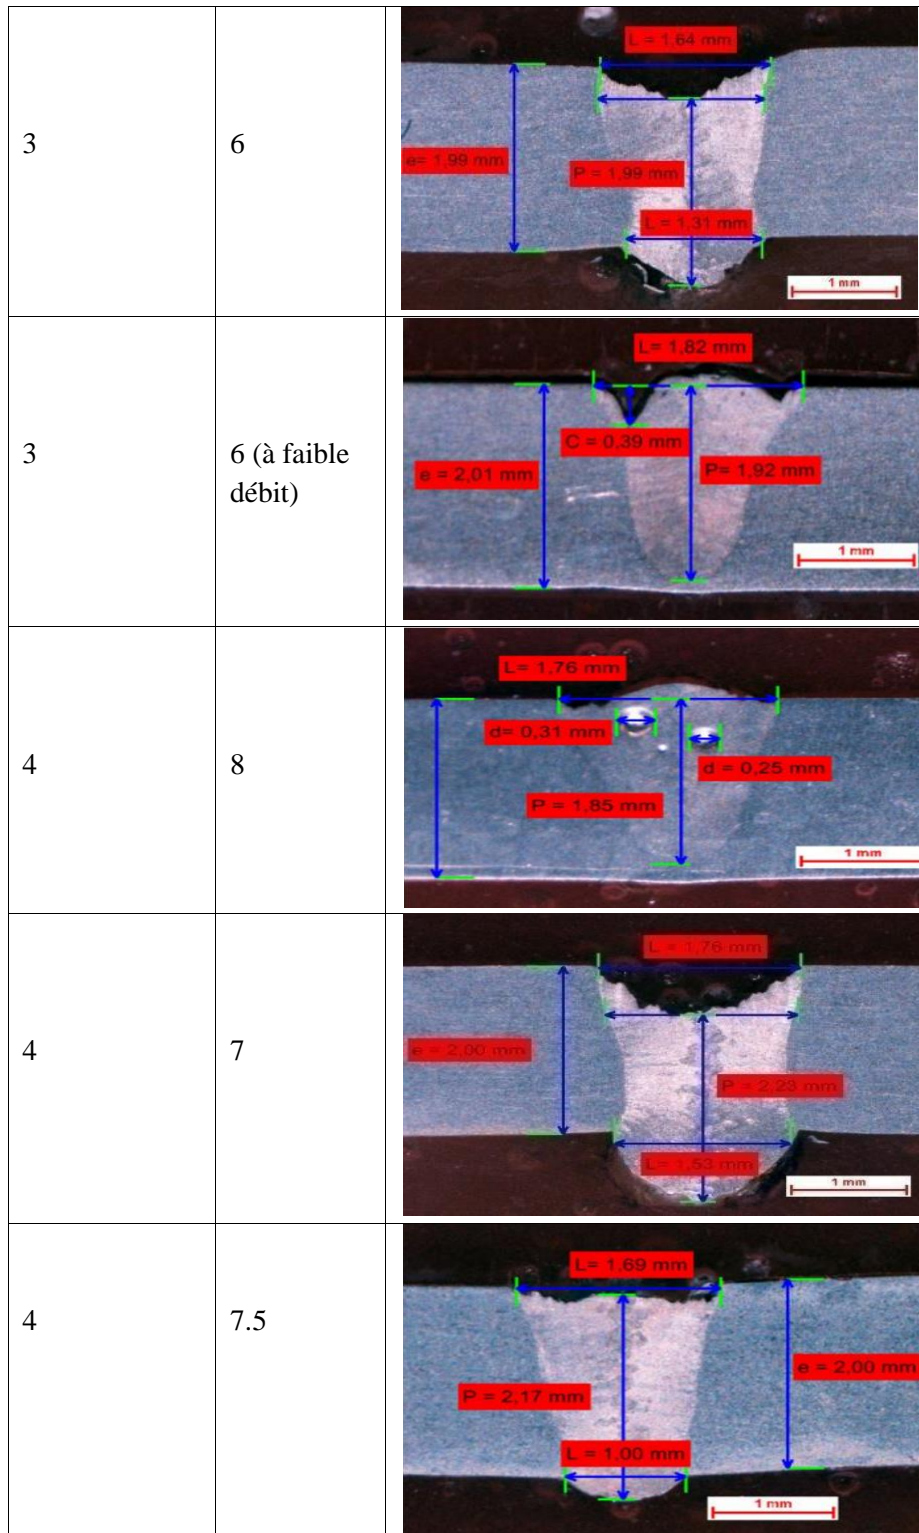 3
6
L = 1,64 mm
e= 1,99 mm
P = 1,99 mm
L = 1,31 mm
1 mm
3
6 (à faible
débit)
L= 1,82 mm
C = 0,39 mm
e = 2,01 mm
P= 1,92 mm
1 mm
4
8
L= 1,76 mm
d= 0,31 mm
d = 0,25 mm
P = 1,85 mm
1 mm
4
7
L = 1,76 mm
e = 2,00 mm
P = 2,23 mm
L= 1,53 mm
1 mm
4
7.5
L= 1,69 mm
e = 2,00 mm
P = 2,17 mm
L = 1,00 mm
1 mm